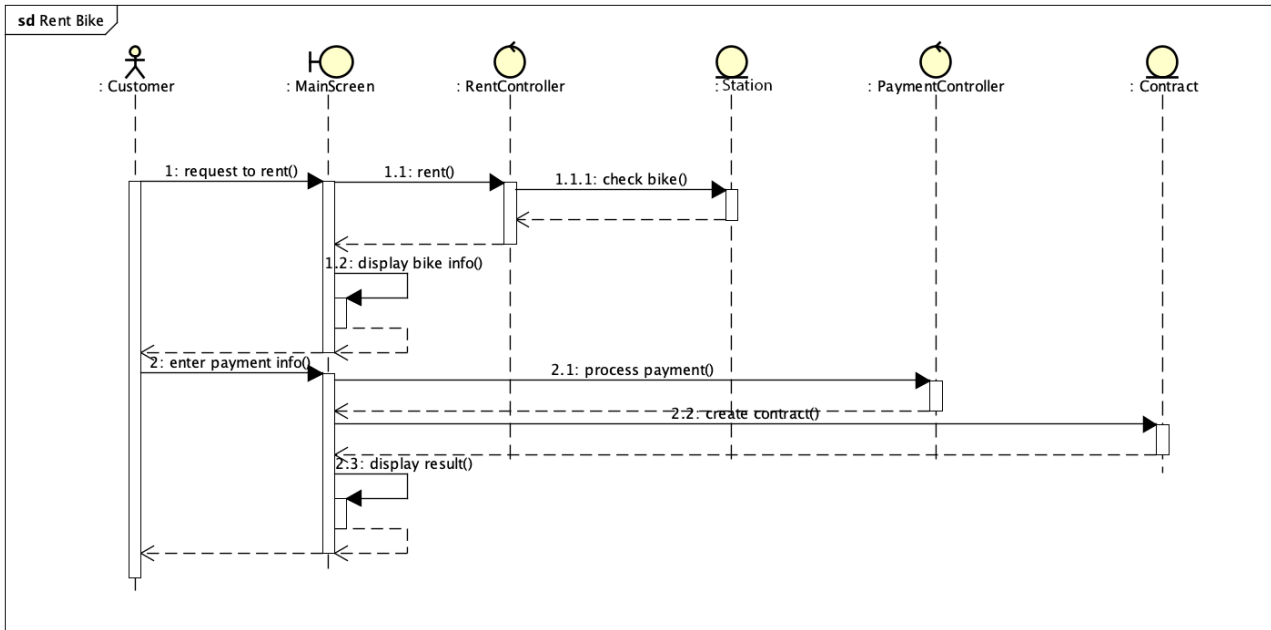 sd Rent Bike
: Customer
: MainScreen
: RentController
: Station
: PaymentController
: Contract
1: request to rent()
1.1: rent()
1.1.1: check bike()
1.2: display bike info()
2: enter payment info()
2.1: process payment()
2.2: create contract()
2.3: display result()